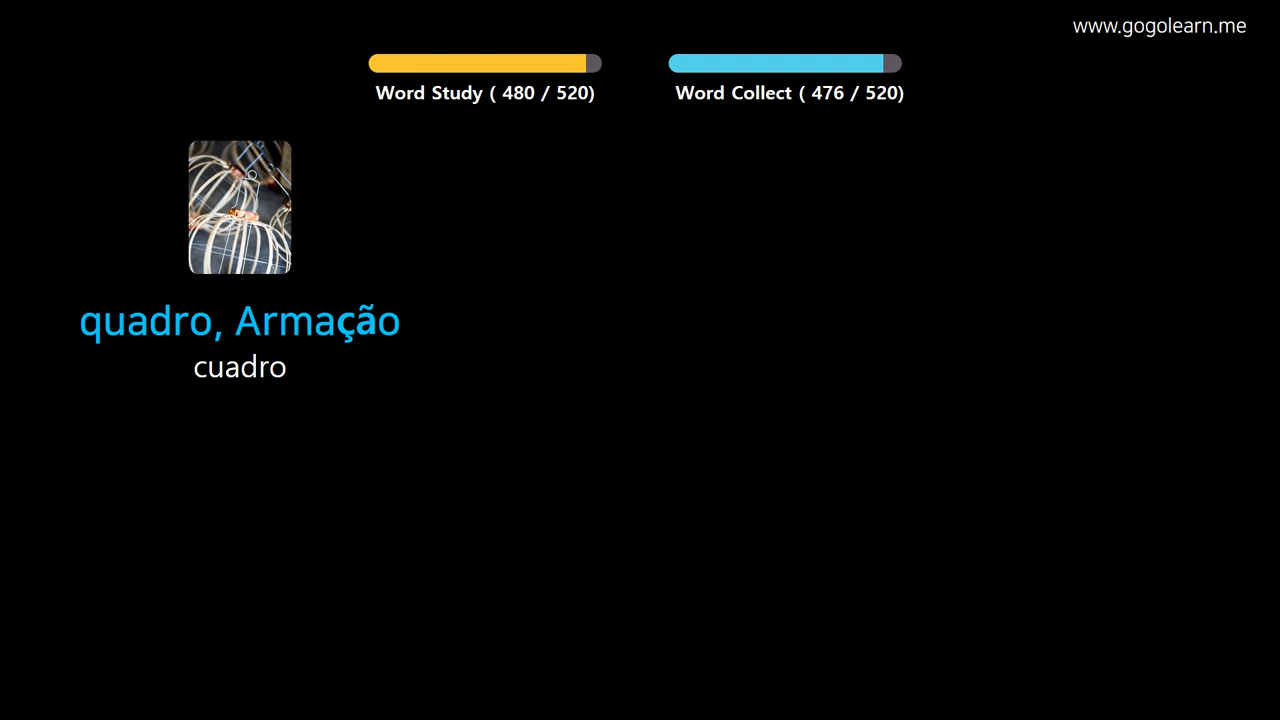 www.gogolearn.me
Word Study ( 480 / 520)
Word Collect ( 476 / 520)
quadro, Armação
cuadro